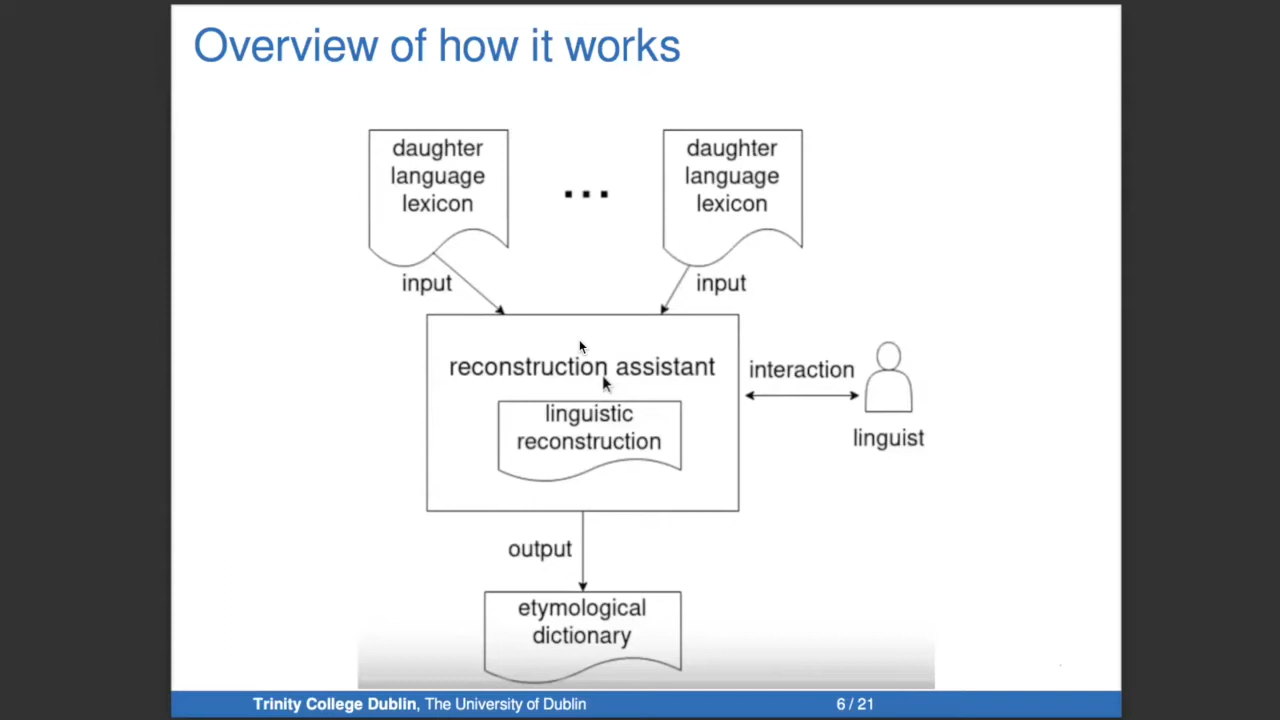 Overview of how it works
daughter
language
lexicon
...
daughter
language
lexicon
input
input
reconstruction assistant
linguistic
reconstruction
interaction
linguist
output
etymological
dictionary
Trinity College Dublin, The University of Dublin
6 / 21